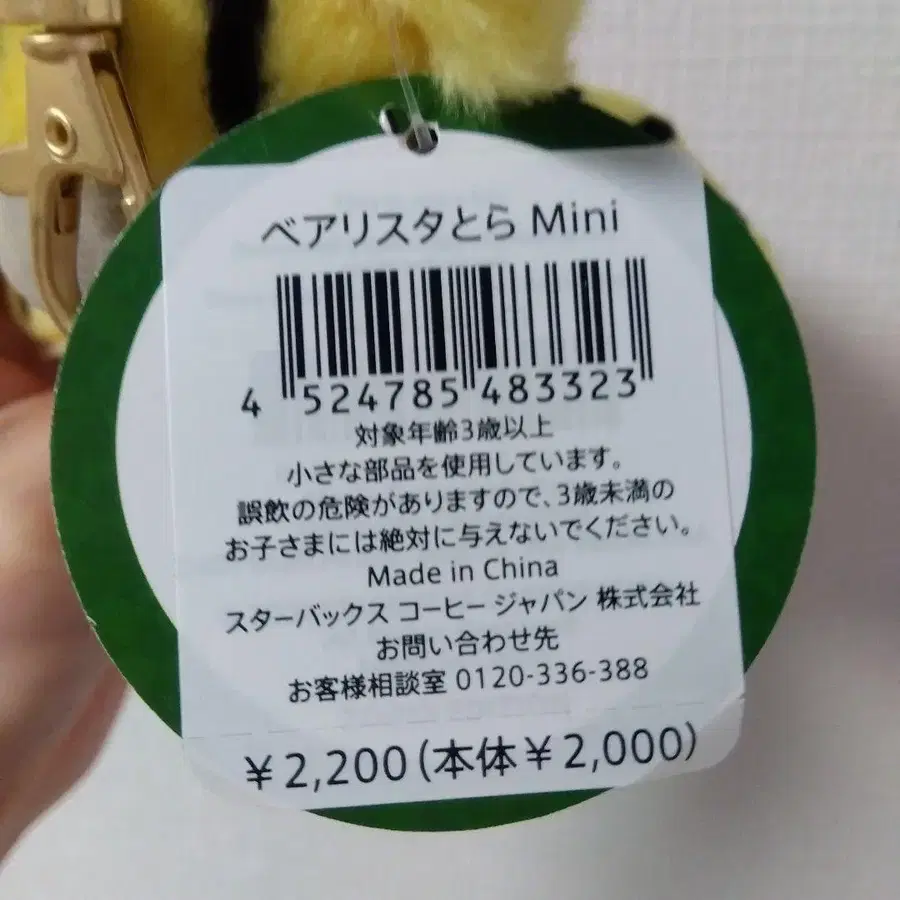 ベアリスタとら Mini
4 524785 483323
対象年齢3歳以上
小さな部品を使用しています。
誤飲の危険がありますので、3歳未満の
お子さまには絶対に与えないでください。
Made in China
スターバックス コーヒー ジャパン 株式会社
お問い合わせ先
お客様相談室 0120-336-388
¥2,200(本体¥2,000)